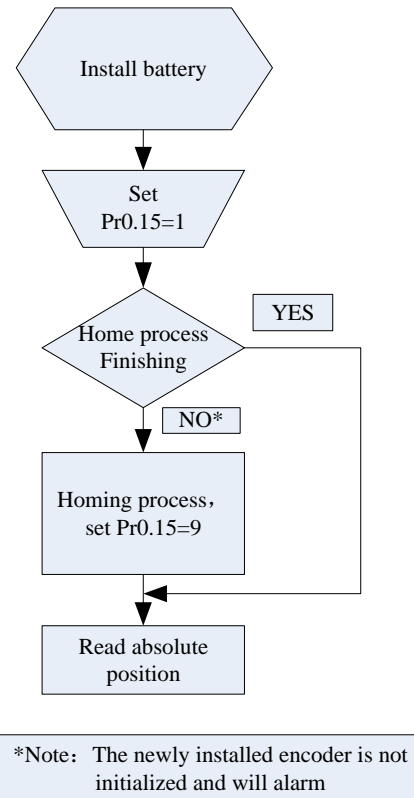 Install battery
Set
Pr0.15=1
Home process
Finishing
YES
NO*
Homing process，
set Pr0.15=9
Read absolute
position
*Note：The newly installed encoder is not
initialized and will alarm